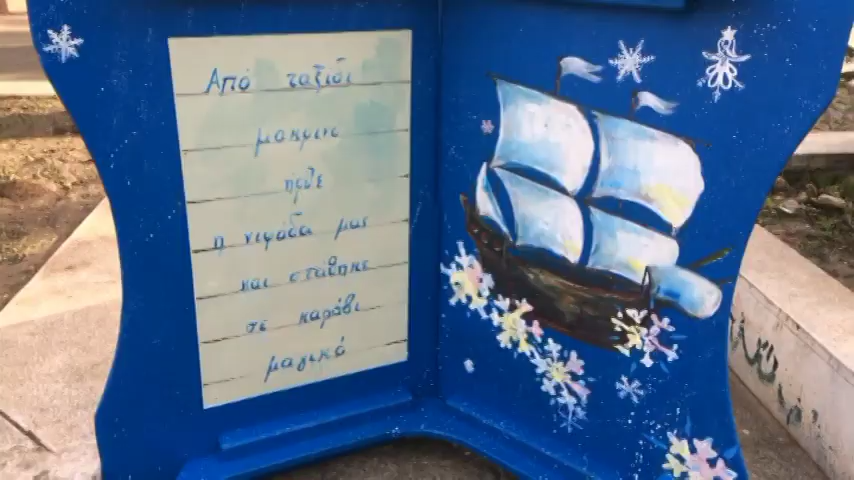 Από ταξίδι
μακρινό
ήρθε
η νιφάδα μας
και στάθηκε
σε καράβι
μαγικό